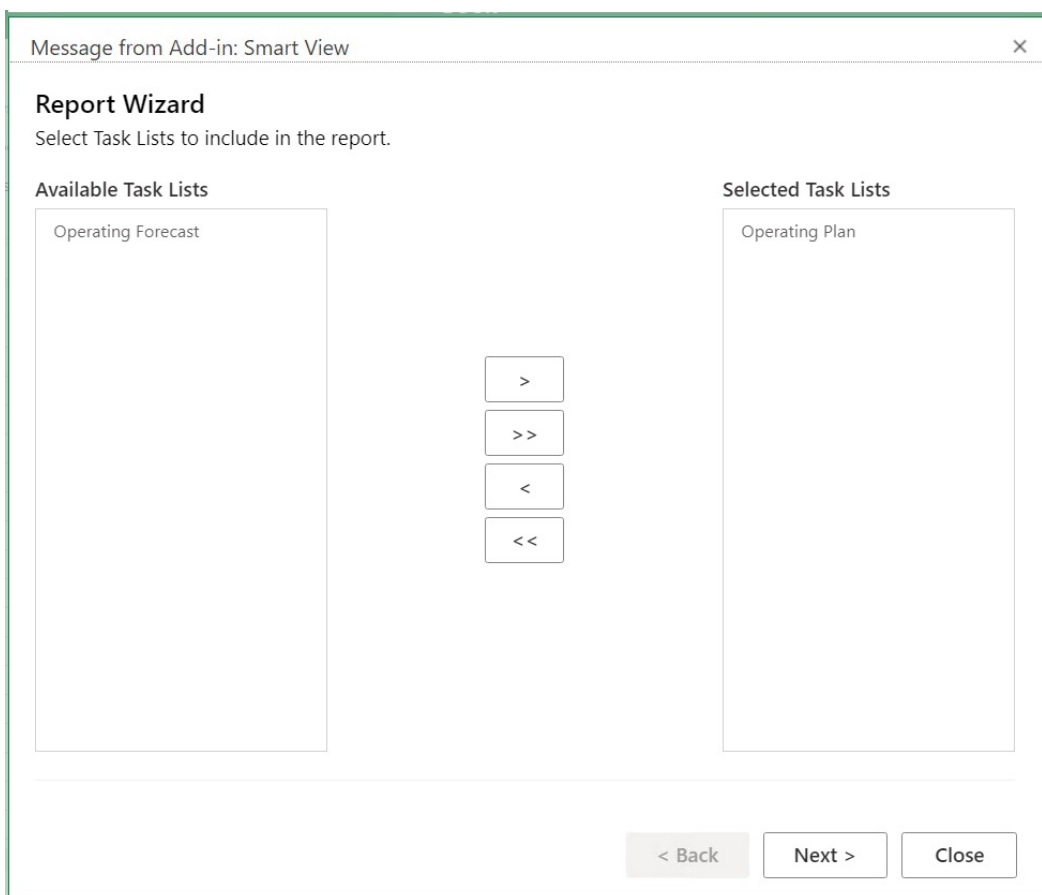 Message from Add-in: Smart View
×
Report Wizard
Select Task Lists to include in the report.
Available Task Lists
Selected Task Lists
Operating Forecast
Operating Plan
>
>>
<
<<
< Back
Next >
Close